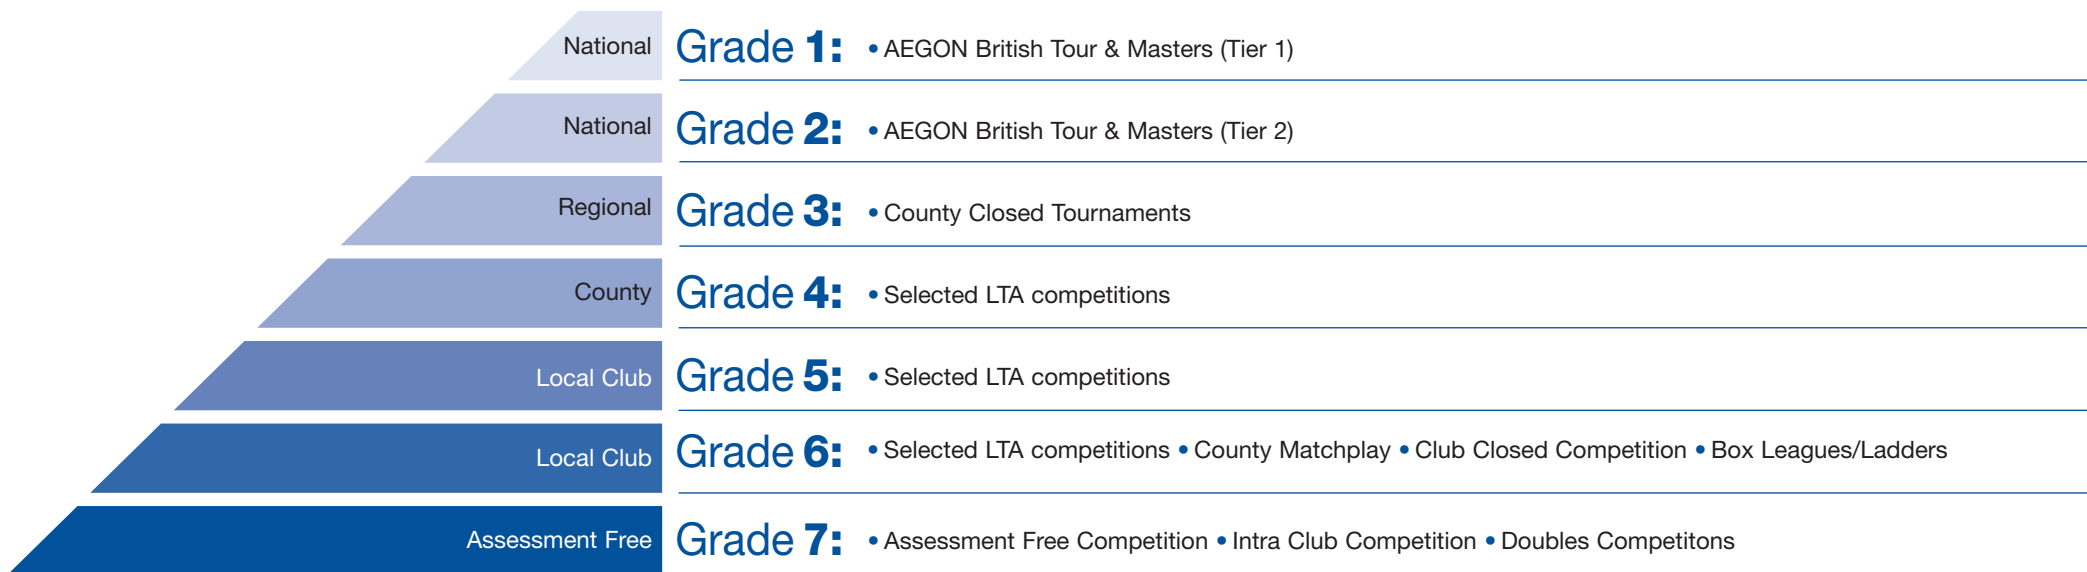 National Grade 1: • AEGON British Tour & Masters (Tier 1)
National Grade 2: • AEGON British Tour & Masters (Tier 2)
Regional Grade 3: • County Closed Tournaments
County Grade 4: • Selected LTA competitions
Local Club Grade 5: • Selected LTA competitions
Local Club Grade 6: • Selected LTA competitions • County Matchplay • Club Closed Competition • Box Leagues/Ladders
Assessment Free Grade 7: • Assessment Free Competition • Intra Club Competition • Doubles Competitons